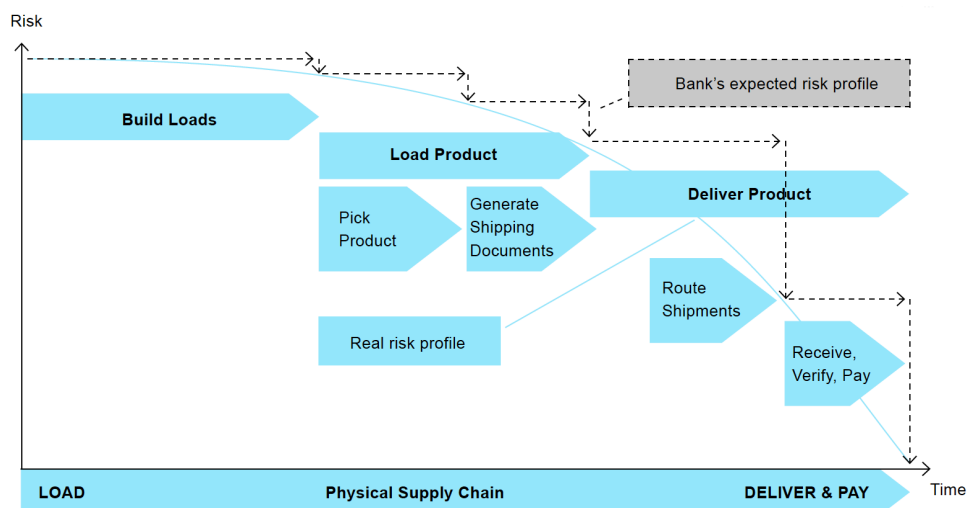 Risk
Bank's expected risk profile
Build Loads
Load Product
Deliver Product
Pick
Product
Generate
Shipping
Documents
Route
Shipments
Real risk profile
Receive,
Verify, Pay
LOAD
Physical Supply Chain
DELIVER & PAY
Time